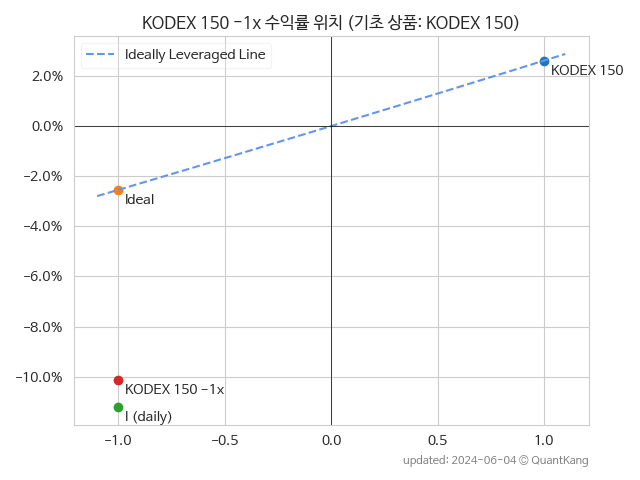 KODEX 150 -1x 수익률 위치 (기초 상품: KODEX 150)
Ideally Leveraged Line
2.0%
0.0%
-2.0%
-4.0%
-6.0%
-8.0%
-10.0%
KODEX 150
Ideal
KODEX 150 -1x
I (daily)
-1.0 -0.5 0.0 0.5 1.0
updated: 2024-06-04 © QuantKang